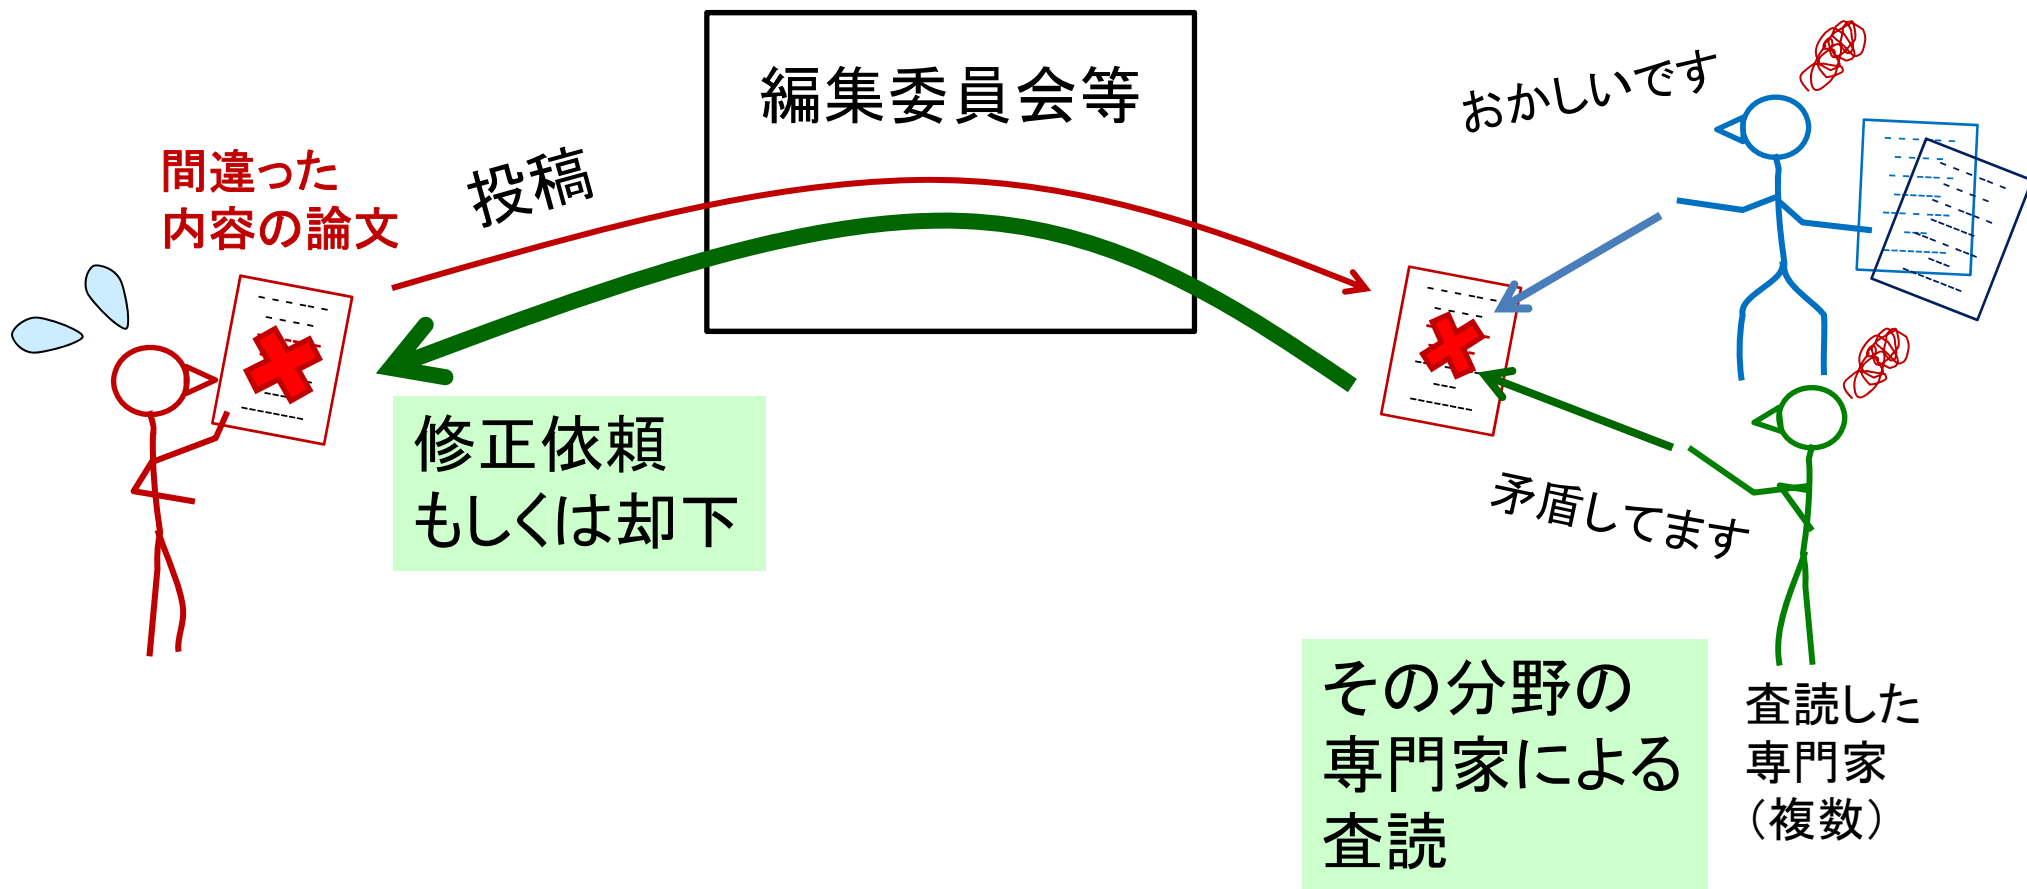 編集委員会等
おかしいです
間違った
内容の論文
投稿
修正依頼
もしくは却下
矛盾してます
その分野の
専門家による
査読
査読した
専門家
（複数）